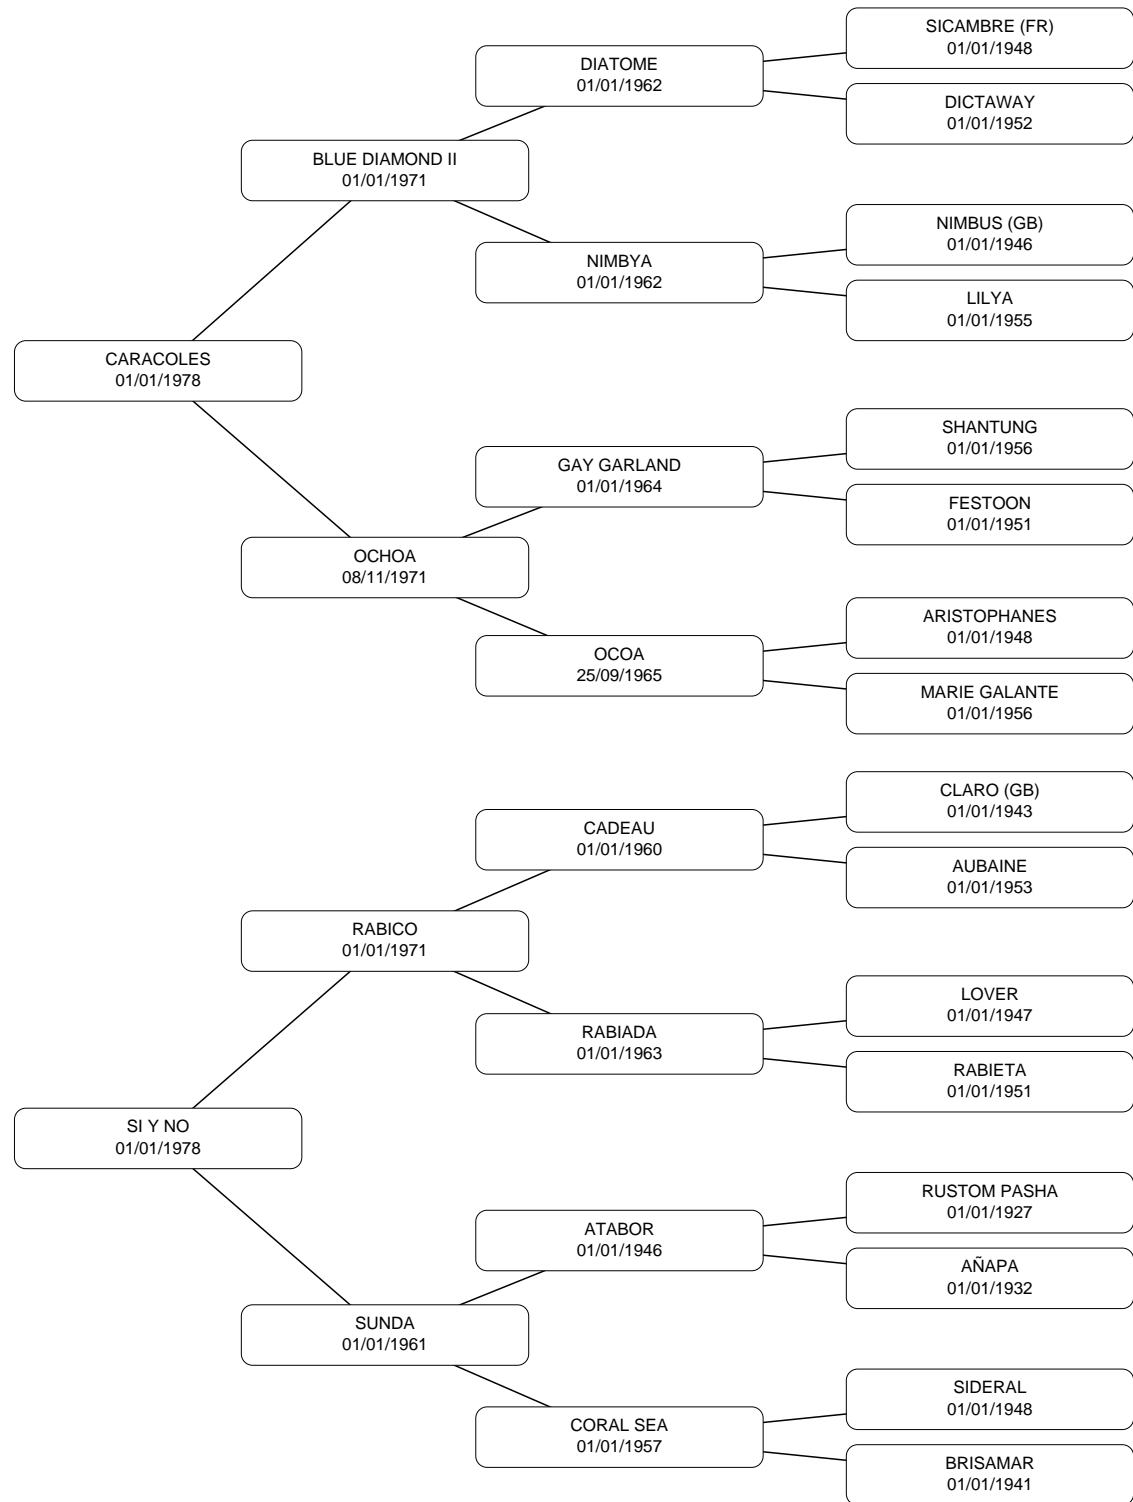 SICAMBRE (FR)
01/01/1948
DIATOME
01/01/1962
DICTAWAY
01/01/1952
BLUE DIAMOND II
01/01/1971
NIMBUS (GB)
01/01/1946
NIMBYA
01/01/1962
LILYA
01/01/1955
CARACOLES
01/01/1978
SHANTUNG
01/01/1956
GAY GARLAND
01/01/1964
FESTOON
01/01/1951
OCHOA
08/11/1971
ARISTOPHANES
01/01/1948
OCOA
25/09/1965
MARIE GALANTE
01/01/1956
CLARO (GB)
01/01/1943
CADEAU
01/01/1960
AUBAINE
01/01/1953
RABICO
01/01/1971
LOVER
01/01/1947
RABIADA
01/01/1963
RABIETA
01/01/1951
SI Y NO
01/01/1978
RUSTOM PASHA
01/01/1927
ATABOR
01/01/1946
AÑAPA
01/01/1932
SUNDA
01/01/1961
SIDERAL
01/01/1948
CORAL SEA
01/01/1957
BRISAMAR
01/01/1941